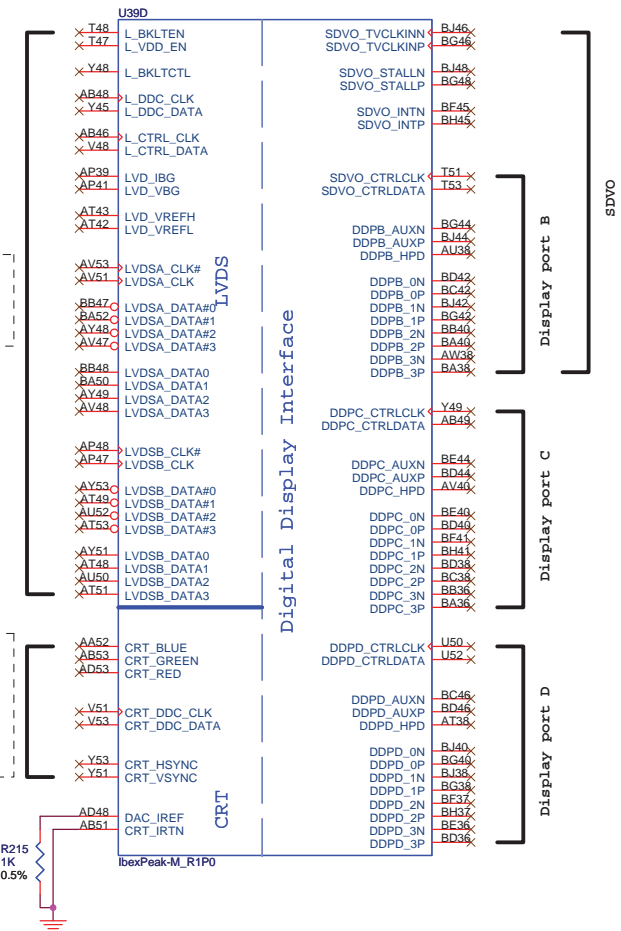 U39D
T48 L_BKLTEN
T47 L_VDD_EN
Y48 L_BKLTCTL
AB48 L_DDC_CLK
Y45 L_DDC_DATA
AB46 L_CTRL_CLK
V48 L_CTRL_DATA
AP39 LVD_IBG
AP41 LVD_VBG
AT43 LVD_VREFH
AT42 LVD_VREFL
AV53 LVDSA_CLK#
AV51 LVDSA_CLK
BB47 LVDSA_DATA#0
BA52 LVDSA_DATA#1
AY48 LVDSA_DATA#2
AV47 LVDSA_DATA#3
BB48 LVDSA_DATA0
BA50 LVDSA_DATA1
AY49 LVDSA_DATA2
AV48 LVDSA_DATA3
AP48 LVDSB_CLK#
AP47 LVDSB_CLK
AY53 LVDSB_DATA#0
AT49 LVDSB_DATA#1
AU52 LVDSB_DATA#2
AT53 LVDSB_DATA#3
AY51 LVDSB_DATA0
AT48 LVDSB_DATA1
AU50 LVDSB_DATA2
AT51 LVDSB_DATA3
LVDS
AA52 CRT_BLUE
AB53 CRT_GREEN
AD53 CRT_RED
V51 CRT_DDC_CLK
V53 CRT_DDC_DATA
Y53 CRT_HSYNC
Y51 CRT_VSYNC
AD48 DAC_IREF
AB51 CRT_IRTN
CRT
R215
1K
0.5%
IbexPeak-M_R1P0
Digital Display Interface
SDVO_TVCLKINN BJ46
SDVO_TVCLKINP BG46
SDVO_STALLN BJ48
SDVO_STALLP BG48
SDVO_INTN BF45
SDVO_INTP BH45
SDVO_CTRLCLK T51
SDVO_CTRLDATA T53
DDPB_AUXN BG44
DDPB_AUXP BJ44
DDPB_HPD AU38
DDPB_0N BD42
DDPB_0P BC42
DDPB_1N BJ42
DDPB_1P BG42
DDPB_2N BB40
DDPB_2P BA40
DDPB_3N AW38
DDPB_3P BA38
Display port B
SDVO
DDPC_CTRLCLK Y49
DDPC_CTRLDATA AB49
DDPC_AUXN BE44
DDPC_AUXP BD44
DDPC_HPD AV40
DDPC_0N BE40
DDPC_0P BD40
DDPC_1N BF41
DDPC_1P BH41
DDPC_2N BD38
DDPC_2P BC38
DDPC_3N BB36
DDPC_3P BA36
Display port C
DDPD_CTRLCLK U50
DDPD_CTRLDATA U52
DDPD_AUXN BC46
DDPD_AUXP BD46
DDPD_HPD AT38
DDPD_0N BJ40
DDPD_0P BG40
DDPD_1N BJ38
DDPD_1P BG38
DDPD_2N BF37
DDPD_2P BH37
DDPD_3N BE36
DDPD_3P BD36
Display port D